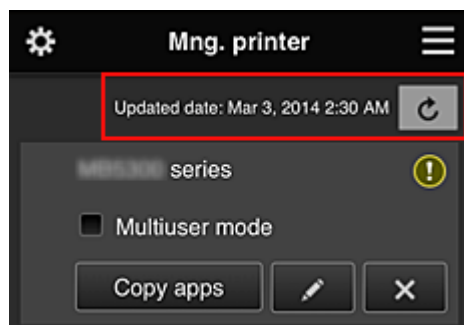 Mng. printer
Updated date: Mar 3, 2014 2:30 AM
series
Multiuser mode
Copy apps